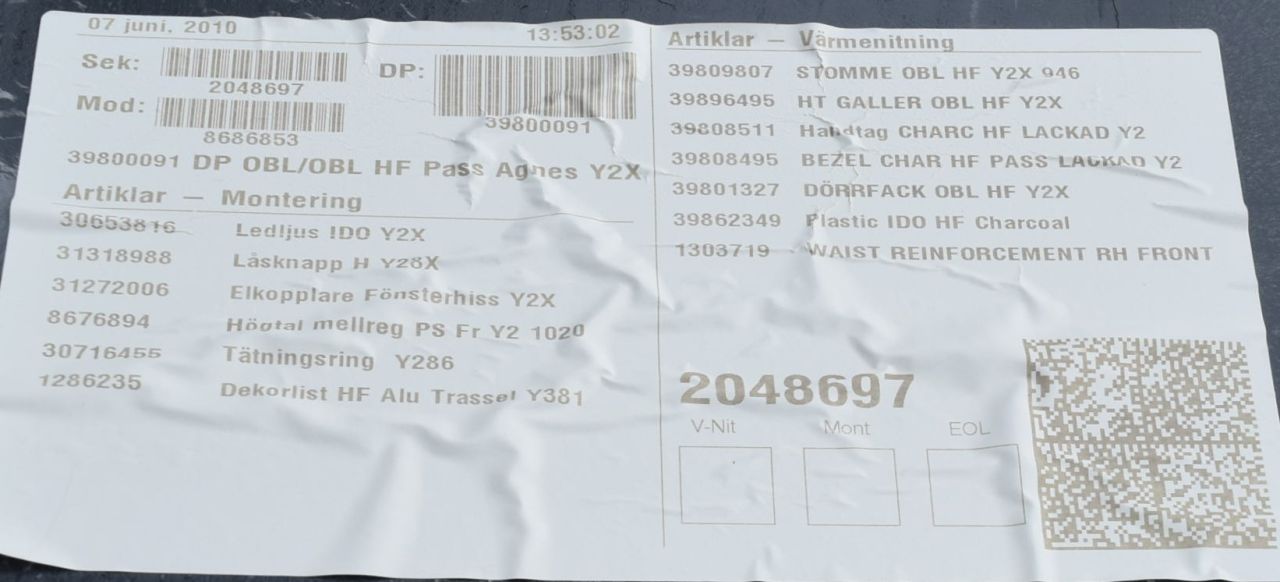 07 juni, 2010 13:53:02
Sek: 2048697
DP: 39800091
Mod: 8686853
39800091 DP OBL/OBL HF Pass Agnes Y2X
Artiklar – Montering
30653816 Ledljus IDO Y2X
31318988 Låsknapp H Y28X
31272006 Elkopplare Fönsterhiss Y2X
8676894 Högtal mellreg PS Fr Y2 1020
30716455 Tätningsring Y286
1286235 Dekorlist HF Alu Trassel Y381
Artiklar – Värmenitning
39809807 STOMME OBL HF Y2X 946
39896495 HT GALLER OBL HF Y2X
39808511 Handtag CHARC HF LACKAD Y2
39808495 BEZEL CHAR HF PASS LACKAD Y2
39801327 DÖRRFACK OBL HF Y2X
39862349 Plastic IDO HF Charcoal
1303719 WAIST REINFORCEMENT RH FRONT
2048697
V-Nit Mont EOL